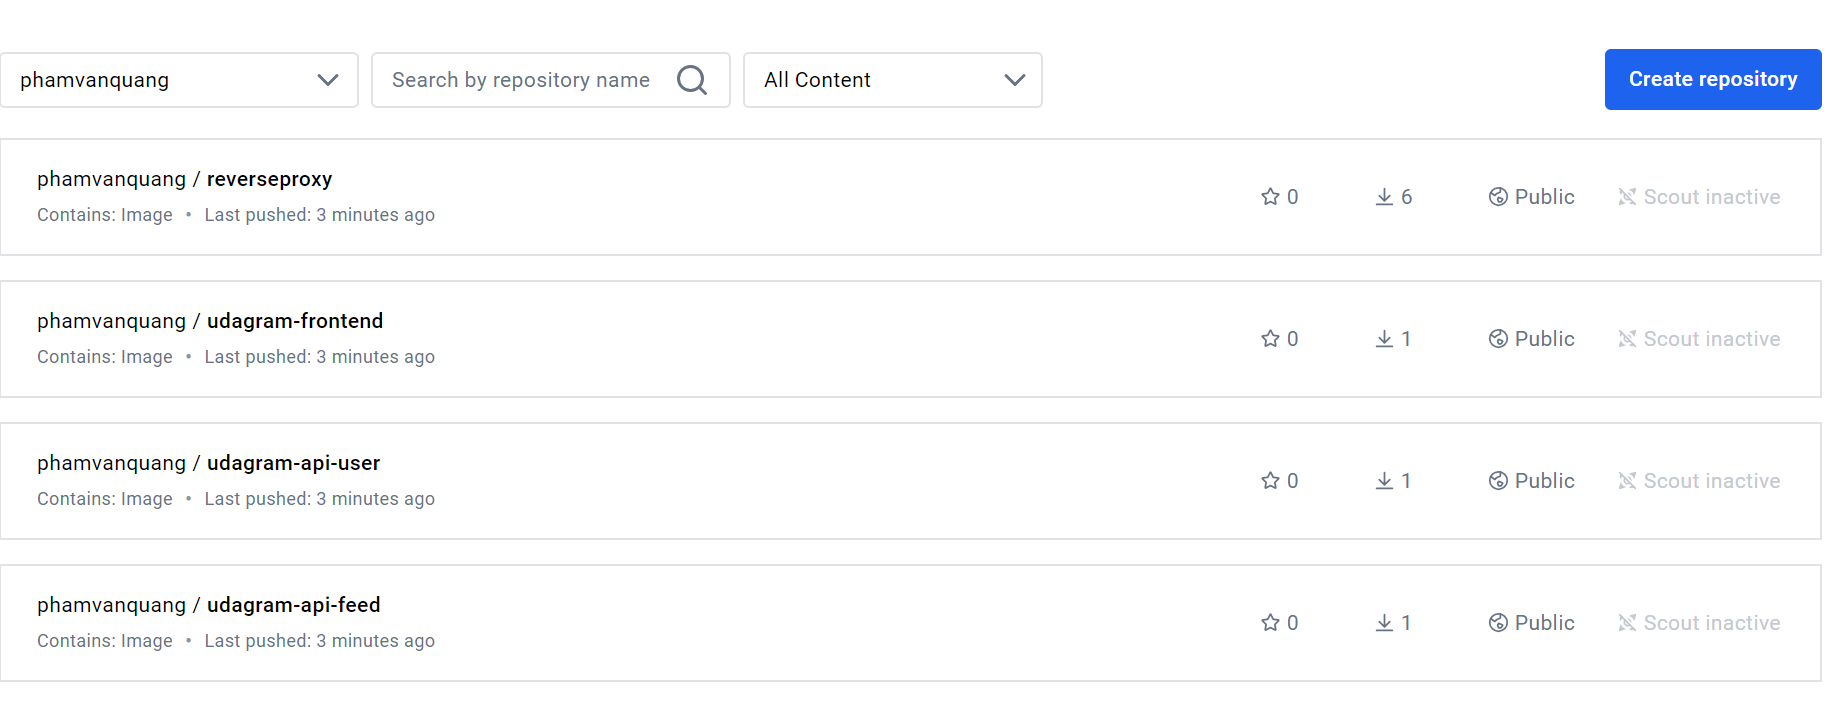 phamvanquang
Search by repository name
All Content
Create repository
phamvanquang / reverseproxy
Contains: Image • Last pushed: 3 minutes ago
0
6
Public
Scout inactive
phamvanquang / udagram-frontend
Contains: Image • Last pushed: 3 minutes ago
0
1
Public
Scout inactive
phamvanquang / udagram-api-user
Contains: Image • Last pushed: 3 minutes ago
0
1
Public
Scout inactive
phamvanquang / udagram-api-feed
Contains: Image • Last pushed: 3 minutes ago
0
1
Public
Scout inactive